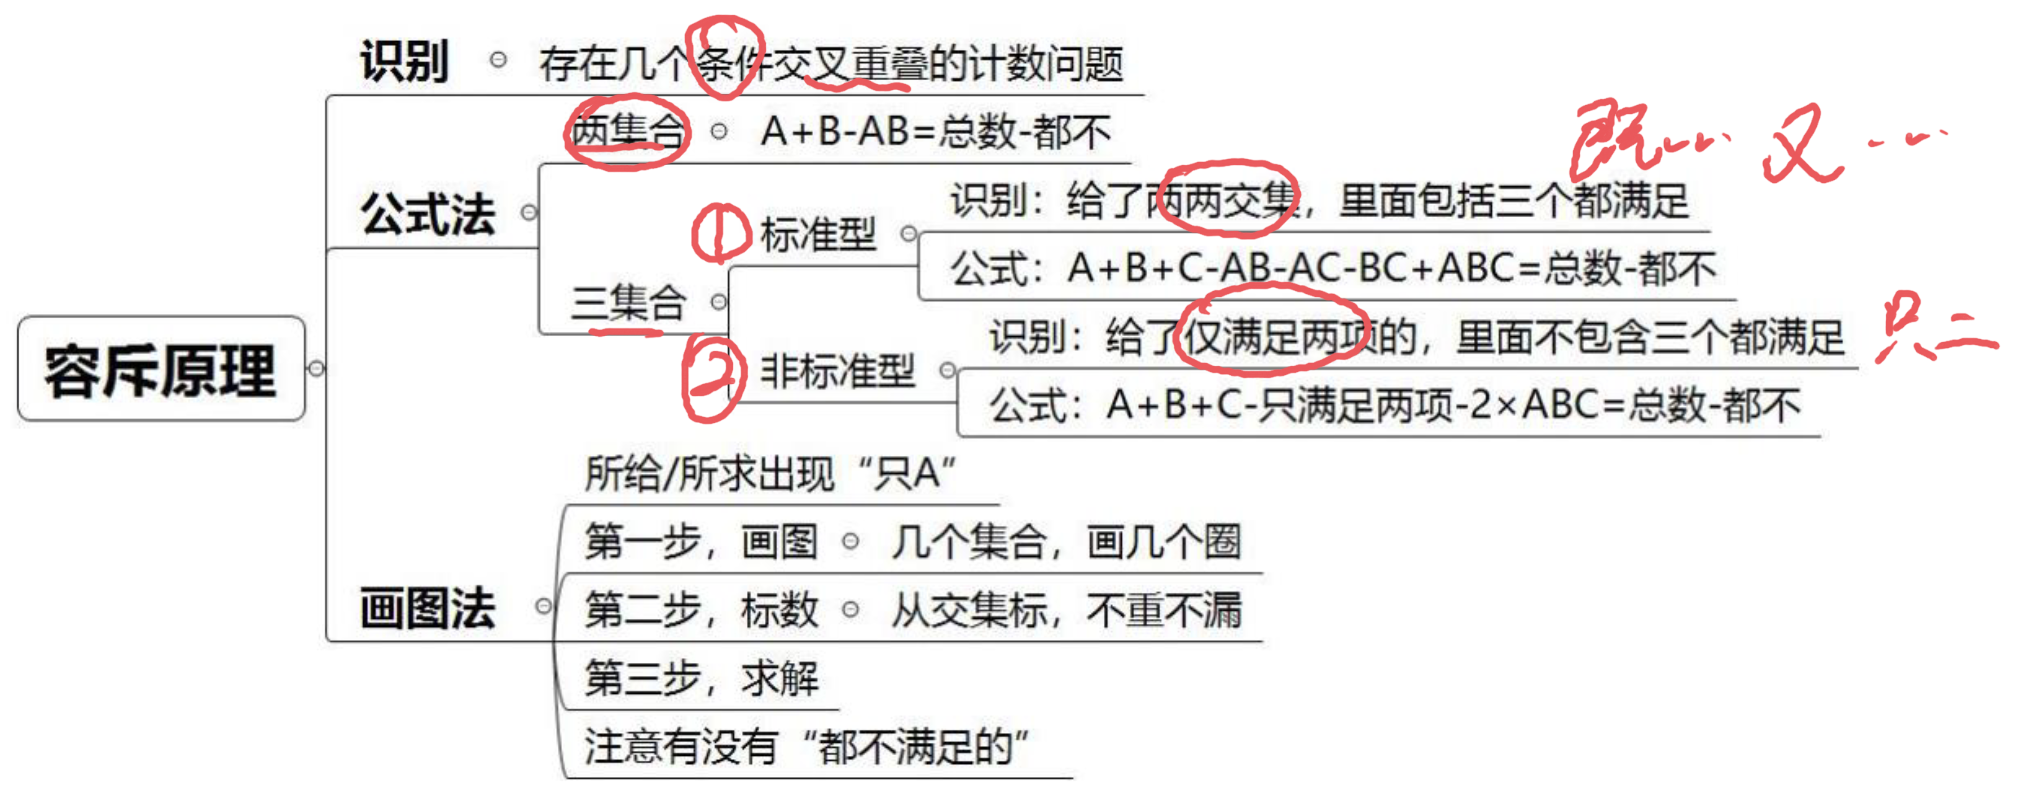 识别 存在几个条件交叉重叠的计数问题
两集合 A+B-AB=总数-都不
既…… 又……
公式法
识别：给了两两交集，里面包括三个都满足
① 标准型
公式：A+B+C-AB-AC-BC+ABC=总数-都不
三集合
识别：给了仅满足两项的，里面不包含三个都满足
只二
② 非标准型
公式：A+B+C-只满足两项-2×ABC=总数-都不
容斥原理
所给/所求出现“只A”
第一步，画图 几个集合，画几个圈
画图法
第二步，标数 从交集标，不重不漏
第三步，求解
注意有没有“都不满足的”